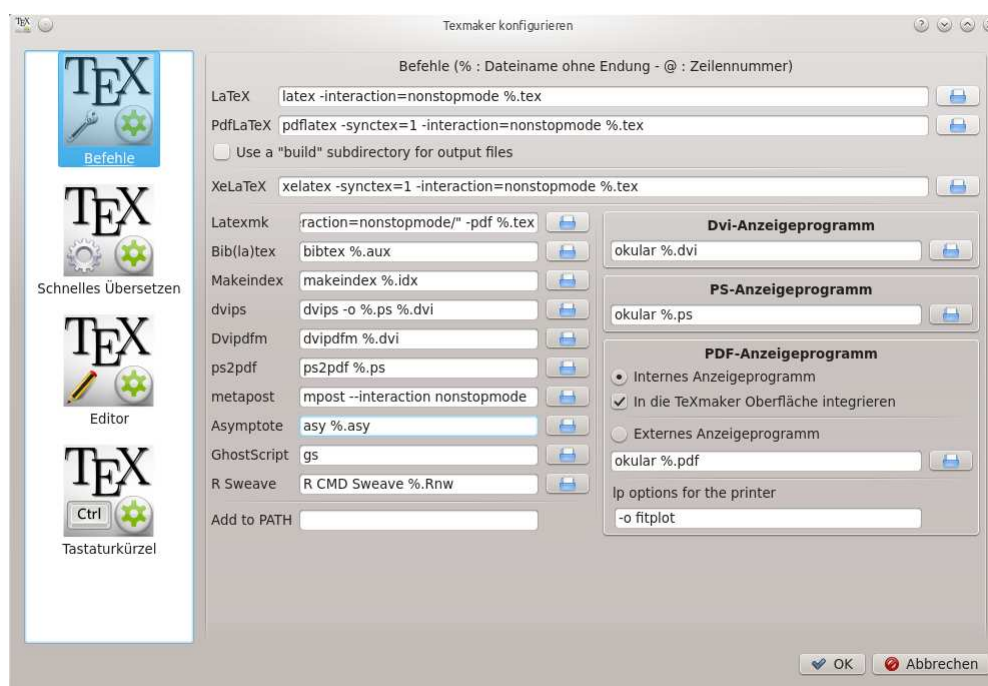 Texmaker konfigurieren
TEX
Befehle
TEX
Schnelles Übersetzen
TEX
Editor
TEX
Ctrl
Tastaturkürzel
Befehle (% : Dateiname ohne Endung - @ : Zeilennummer)
LaTeX latex -interaction=nonstopmode %.tex
PdfLaTeX pdflatex -synctex=1 -interaction=nonstopmode %.tex
Use a "build" subdirectory for output files
XeLaTeX xelatex -synctex=1 -interaction=nonstopmode %.tex
Latexmk raction=nonstopmode/" -pdf %.tex
Bib(la)tex bibtex %.aux
Makeindex makeindex %.idx
dvips dvips -o %.ps %.dvi
Dvipdfm dvipdfm %.dvi
ps2pdf ps2pdf %.ps
metapost mpost --interaction nonstopmode
Asymptote asy %.asy
GhostScript gs
R Sweave R CMD Sweave %.Rnw
Add to PATH
Dvi-Anzeigeprogramm
okular %.dvi
PS-Anzeigeprogramm
okular %.ps
PDF-Anzeigeprogramm
Internes Anzeigeprogramm
In die TeXmaker Oberfläche integrieren
Externes Anzeigeprogramm
okular %.pdf
lp options for the printer
-o fitplot
OK
Abbrechen